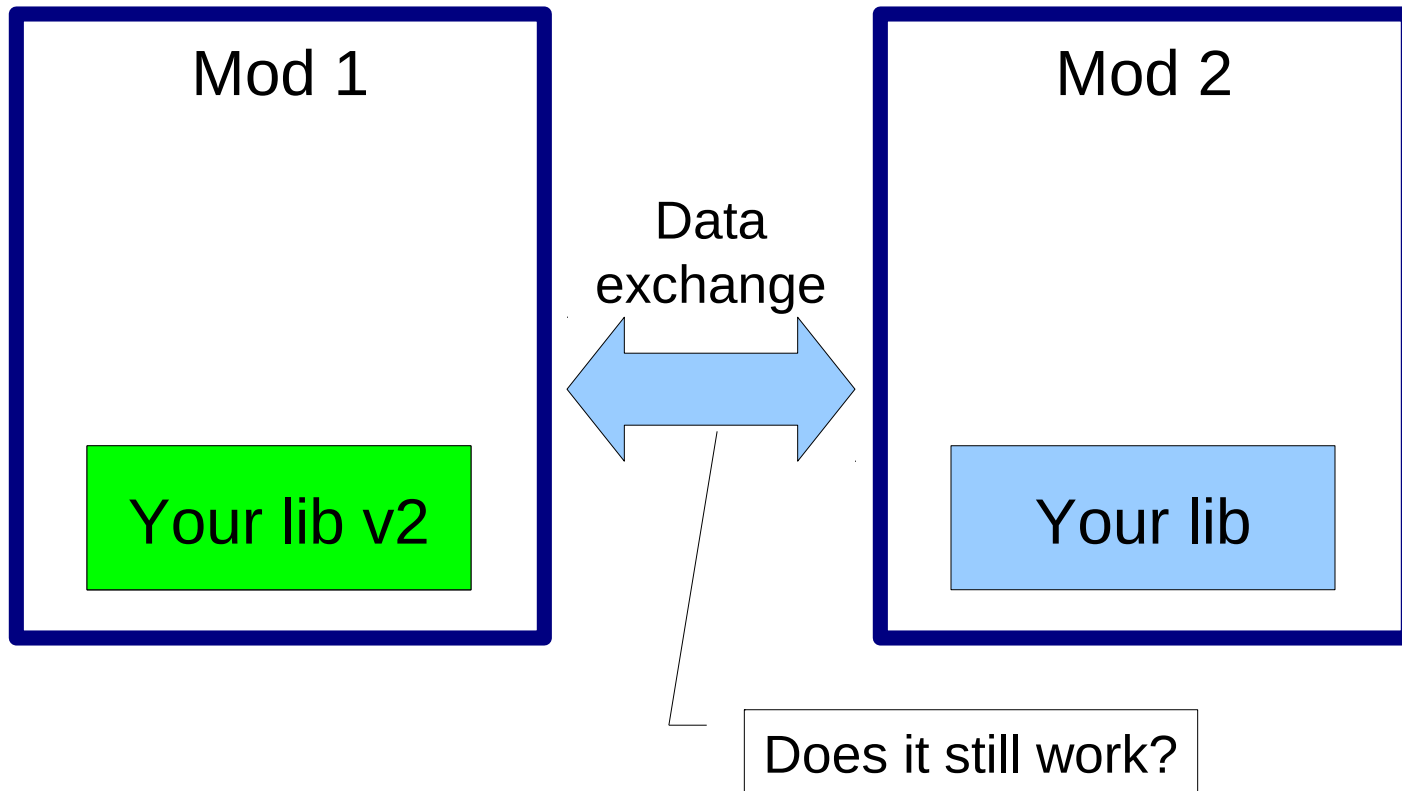 Mod 1
Mod 2
Data
exchange
Your lib v2
Your lib
Does it still work?